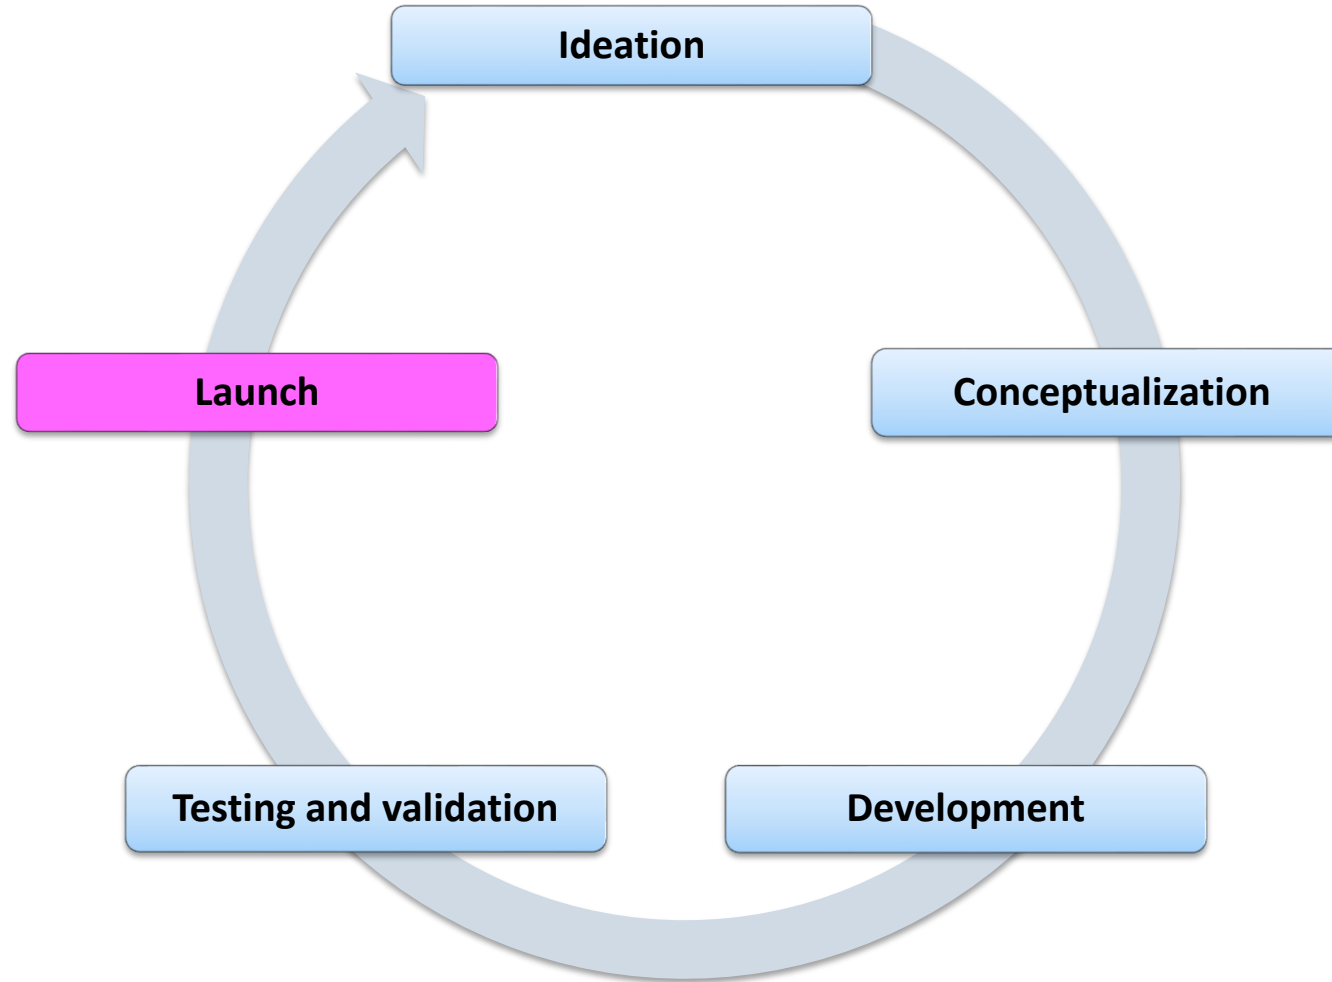 Ideation
Conceptualization
Development
Testing and validation
Launch